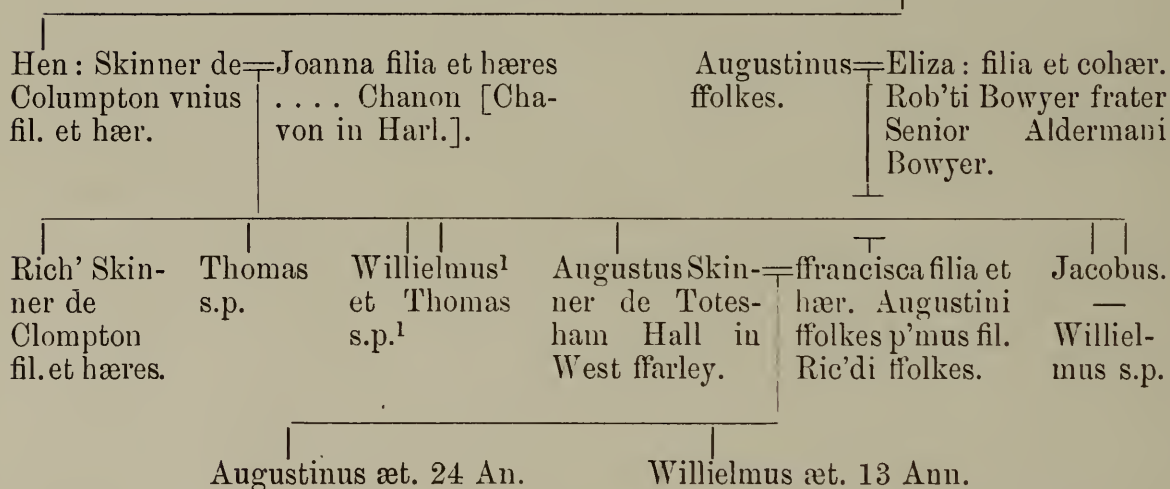 Hen: Skinner de
Columpton vnius
fil. et hær.
Joanna filia et hæres
.... Chanon [Cha-
von in Harl.].
Augustinus
ffolkes.
Eliza: filia et cohær.
Rob'ti Bowyer frater
Senior Aldermani
Bowyer.
Rich' Skin-
ner de
Clompton
fil. et hæres.
Thomas
s.p.
Willielmus¹
et Thomas
s.p.¹
Augustus Skin-
ner de Totes-
ham Hall in
West ffarley.
ffrancisca filia et
hær. Augustini
ffolkes p'mus fil.
Ric'di ffolkes.
Jacobus.
—
Williel-
mus s.p.
Augustinus æt. 24 An.
Willielmus æt. 13 Ann.